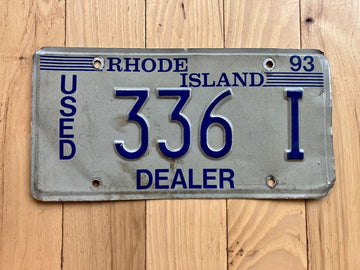 RHODE ISLAND 93
USED
336 I
DEALER